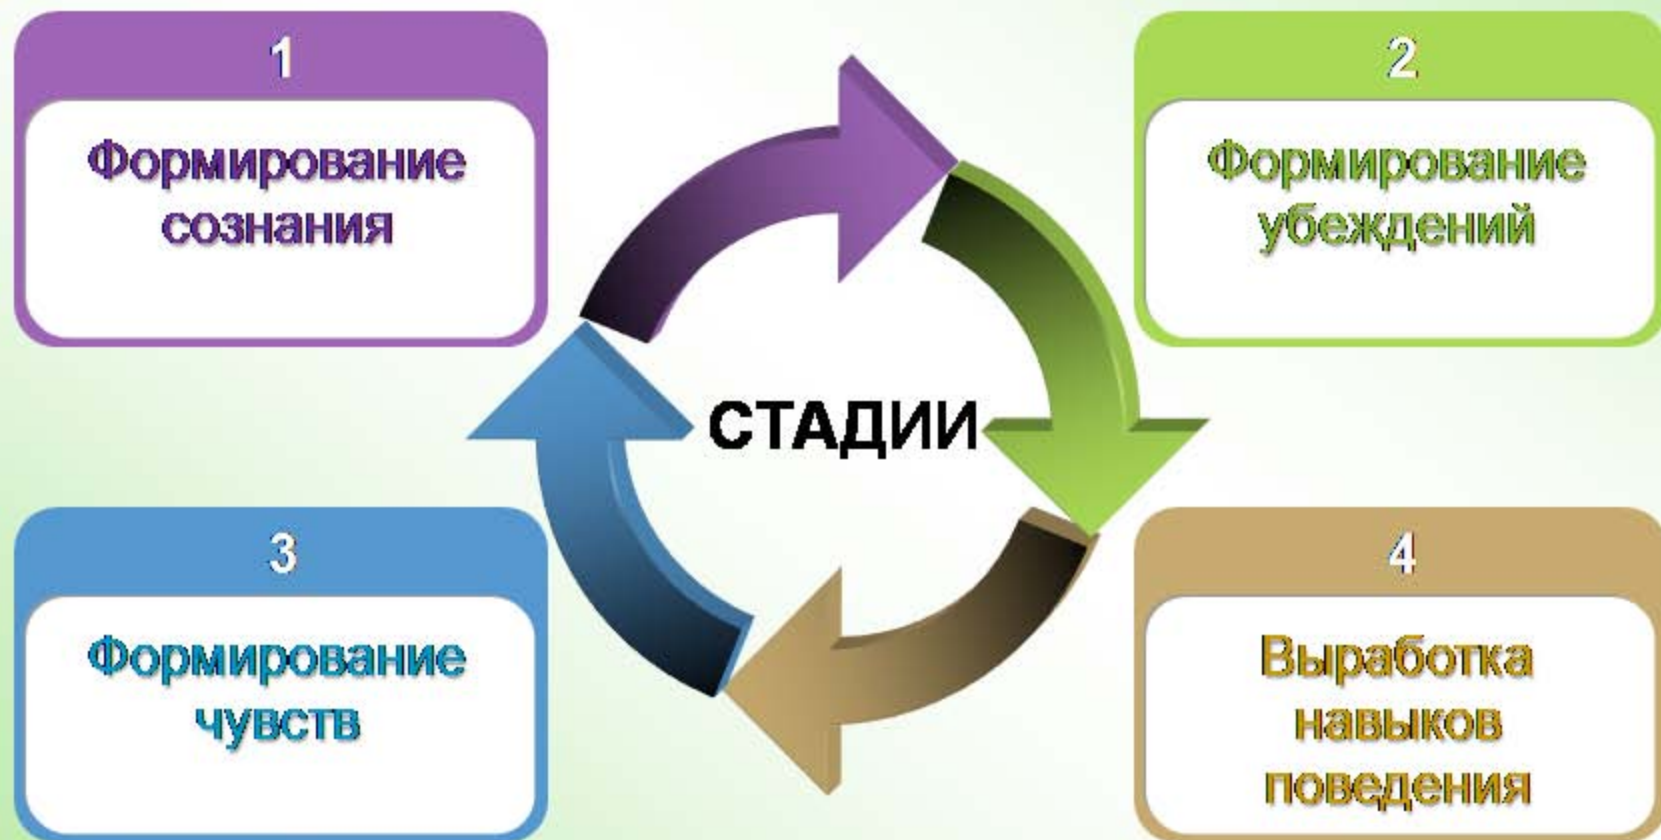 1
Формирование
сознания
2
Формирование
убеждений
СТАДИИ
3
Формирование
чувств
4
Выработка
навыков
поведения